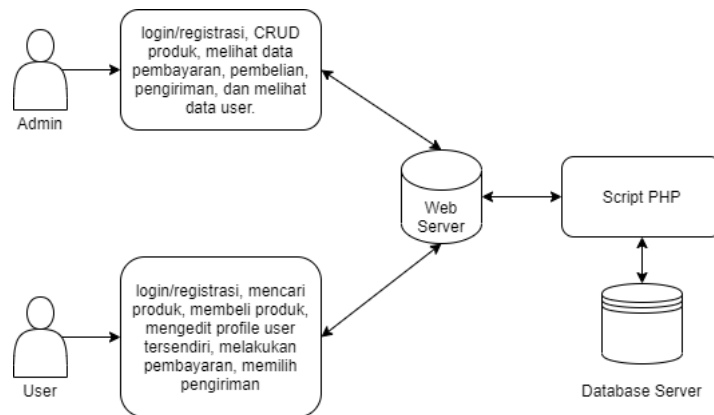 login/registrasi, CRUD
produk, melihat data
pembayaran, pembelian,
pengiriman, dan melihat
data user.
Admin
Web
Server
Script PHP
login/registrasi, mencari
produk, membeli produk,
mengedit profile user
tersendiri, melakukan
pembayaran, memilih
pengiriman
User
Database Server